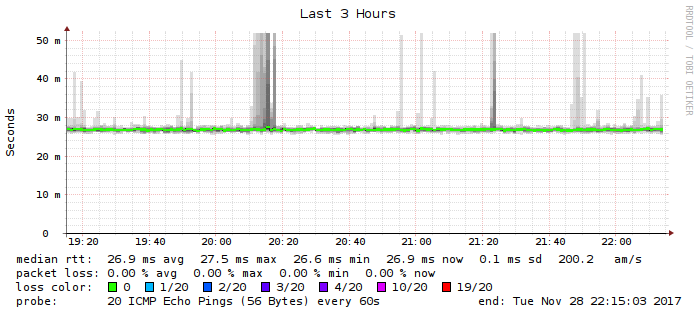 Last 3 Hours
RRDTOOL / TOBI OETIKER
Seconds
50 m
40 m
30 m
20 m
10 m
0
19:20 19:40 20:00 20:20 20:40 21:00 21:20 21:40 22:00
median rtt: 26.9 ms avg 27.5 ms max 26.6 ms min 26.9 ms now 0.1 ms sd 200.2 am/s
packet loss: 0.00 % avg 0.00 % max 0.00 % min 0.00 % now
loss color: 0 1/20 2/20 3/20 4/20 10/20 19/20
probe: 20 ICMP Echo Pings (56 Bytes) every 60s end: Tue Nov 28 22:15:03 2017